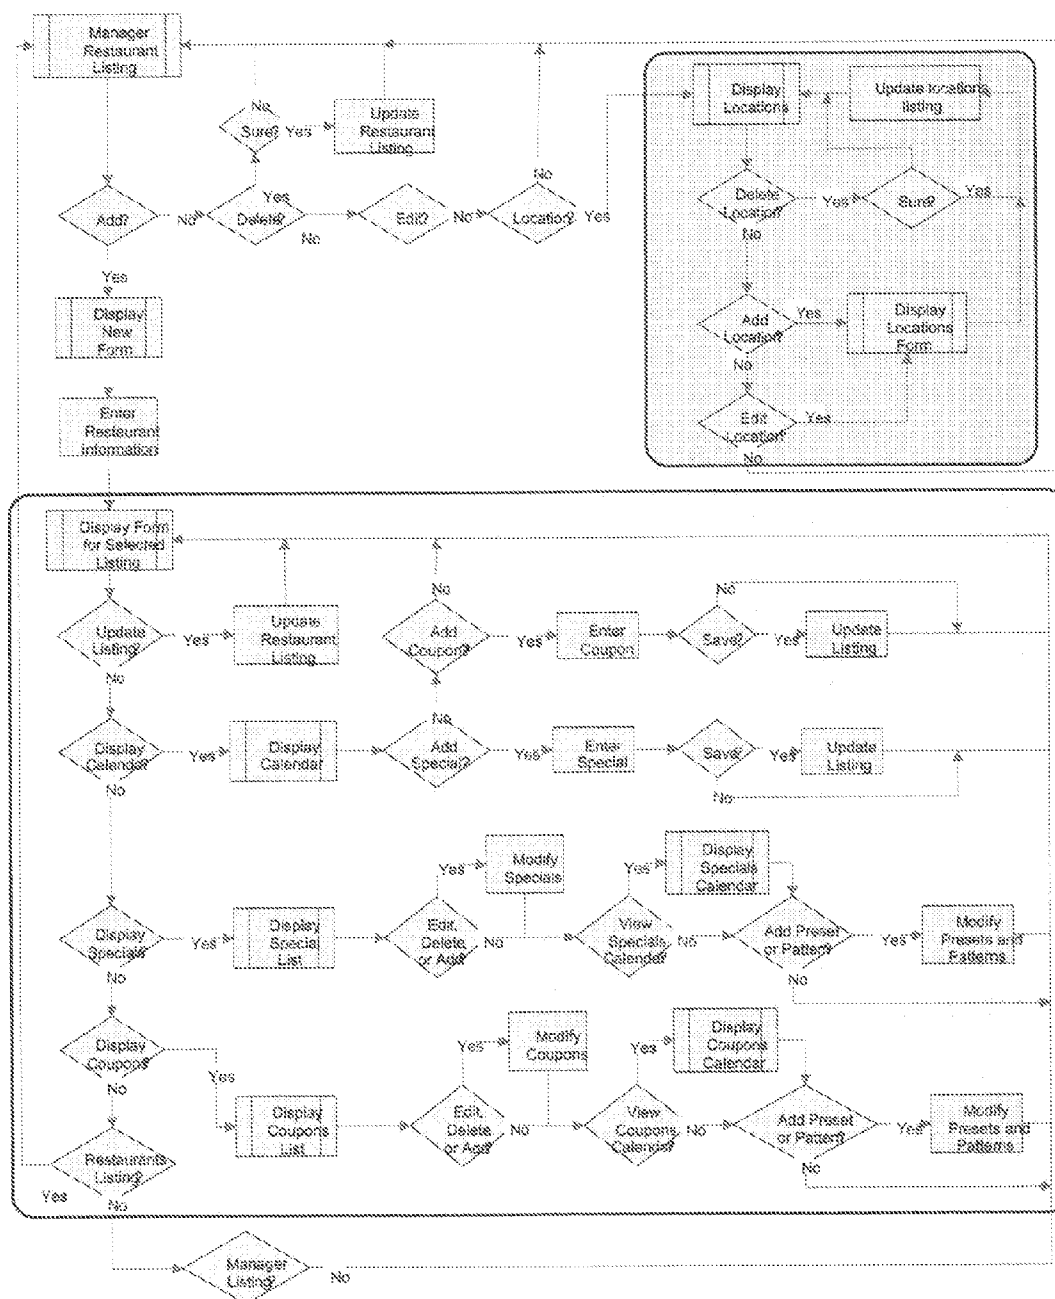 Manager
Restaurant
Listing
No
Sure?
Yes
Update
Restaurant
Listing
Display
Locations
Update locations
listing
Add?
No
Delete?
Yes
No
Edit?
No
Location?
No
Yes
Delete
Location?
Yes
Sure?
Yes
No
Yes
Display
New
Form
Add
Location?
Yes
Display
Locations
Form
No
Enter
Restaurant
Information
Edit
Location?
Yes
No
Display Form
for Selected
Listing
Update
Listing?
Yes
Update
Restaurant
Listing
No
Add
Coupon?
Yes
Enter
Coupon
No
Save?
Yes
Update
Listing
No
Display
Calendar?
Yes
Display
Calendar
No
Add
Special?
Yes
Enter
Special
Save?
Yes
Update
Listing
No
No
Display
Specials?
Yes
Display
Special
List
Edit,
Delete
or Add?
Yes
Modify
Specials
No
View
Specials
Calendar?
Yes
Display
Specials
Calendar
No
Add Preset
or Pattern?
Yes
Modify
Presets and
Patterns
No
No
Display
Coupons?
Yes
Display
Coupons
List
Edit,
Delete
or Add?
Yes
Modify
Coupons
No
View
Coupons
Calendar?
Yes
Display
Coupons
Calendar
No
Add Preset
or Pattern?
Yes
Modify
Presets and
Patterns
No
No
Restaurants
Listing?
Yes
No
Manager
Listing?
No